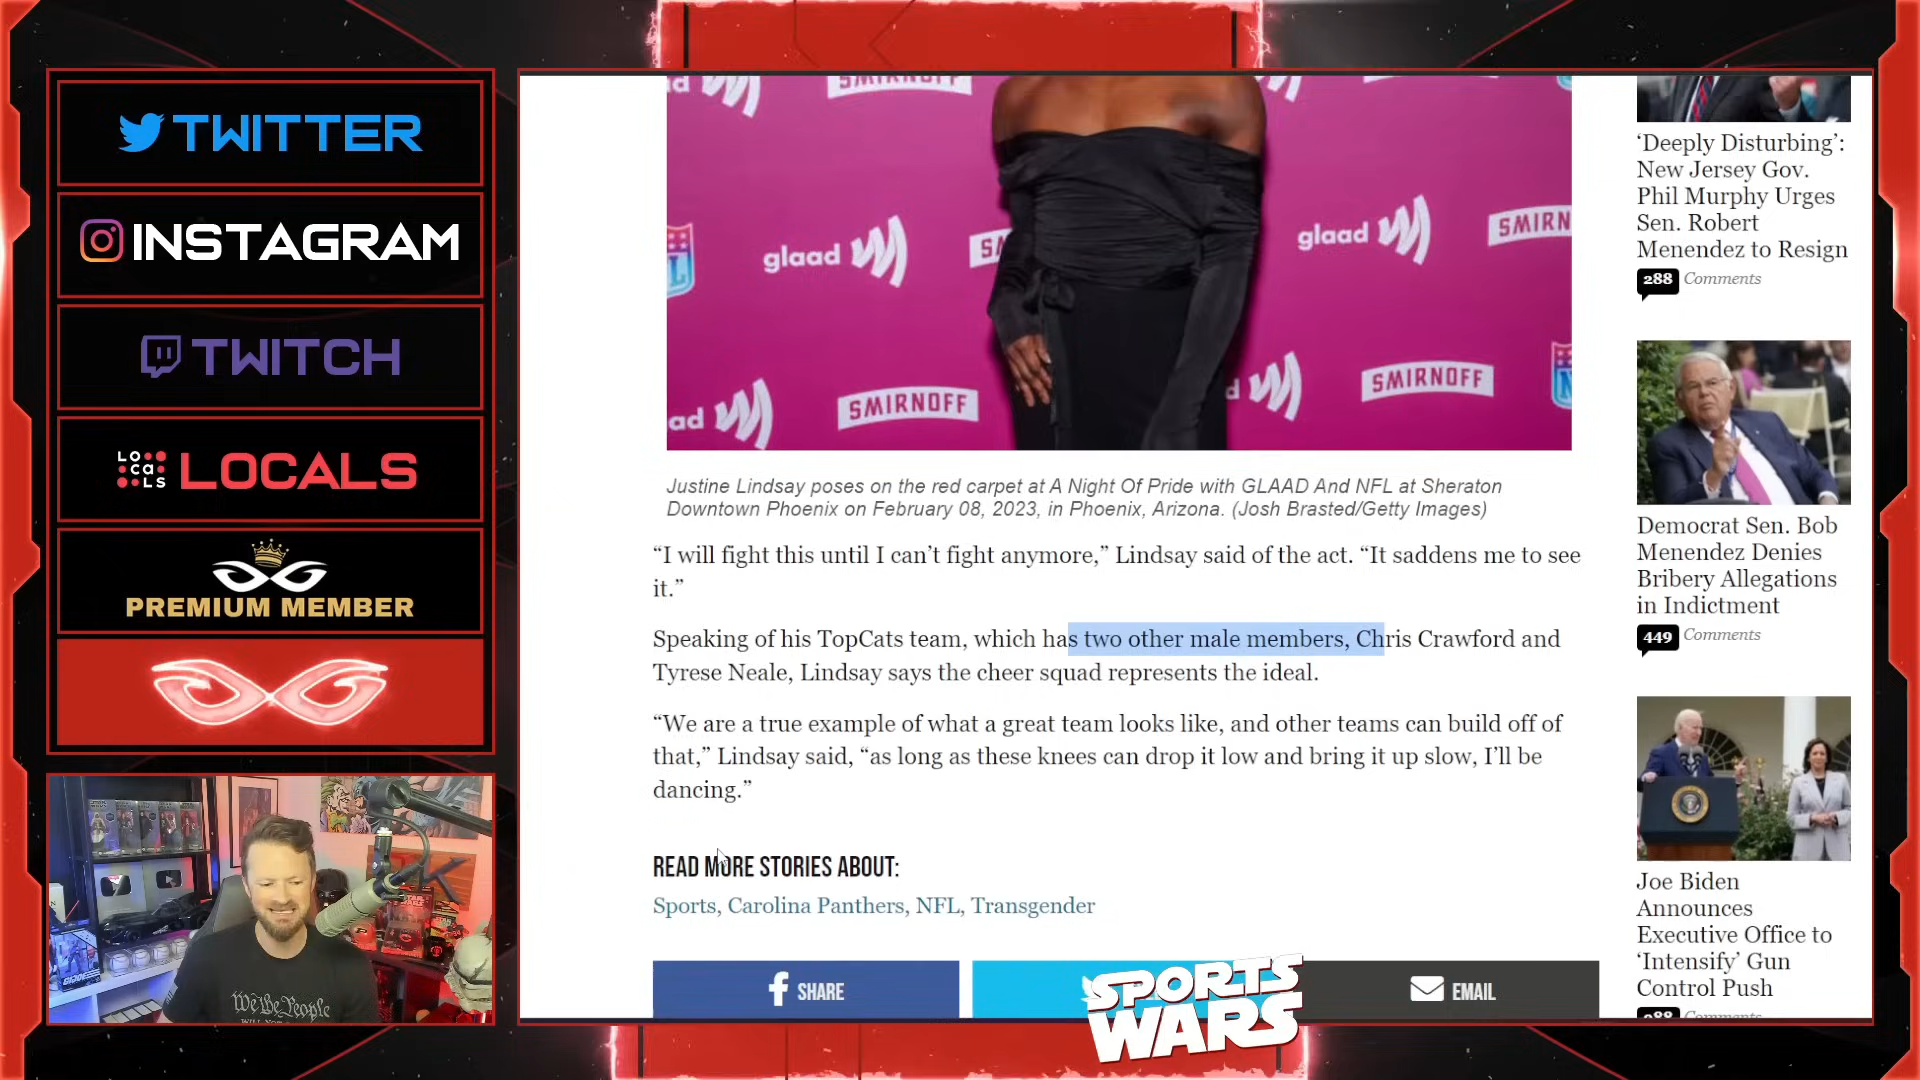 TWITTER
INSTAGRAM
TWITCH
LOCALS
LOCALS
PREMIUM MEMBER
We the People
ad
SMIRNOFF
glaad
SMIRN
glaad
SMIRNOFF
ad
SMIRNOFF
Justine Lindsay poses on the red carpet at A Night Of Pride with GLAAD And NFL at Sheraton
Downtown Phoenix on February 08, 2023, in Phoenix, Arizona. (Josh Brasted/Getty Images)
“I will fight this until I can’t fight anymore,” Lindsay said of the act. “It saddens me to see
it.”
Speaking of his TopCats team, which has two other male members, Chris Crawford and
Tyrese Neale, Lindsay says the cheer squad represents the ideal.
“We are a true example of what a great team looks like, and other teams can build off of
that,” Lindsay said, “as long as these knees can drop it low and bring it up slow, I’ll be
dancing.”
READ MORE STORIES ABOUT:
Sports, Carolina Panthers, NFL, Transgender
SHARE
EMAIL
SPORTS
WARS
‘Deeply Disturbing’:
New Jersey Gov.
Phil Murphy Urges
Sen. Robert
Menendez to Resign
288 Comments
Democrat Sen. Bob
Menendez Denies
Bribery Allegations
in Indictment
449 Comments
Joe Biden
Announces
Executive Office to
‘Intensify’ Gun
Control Push